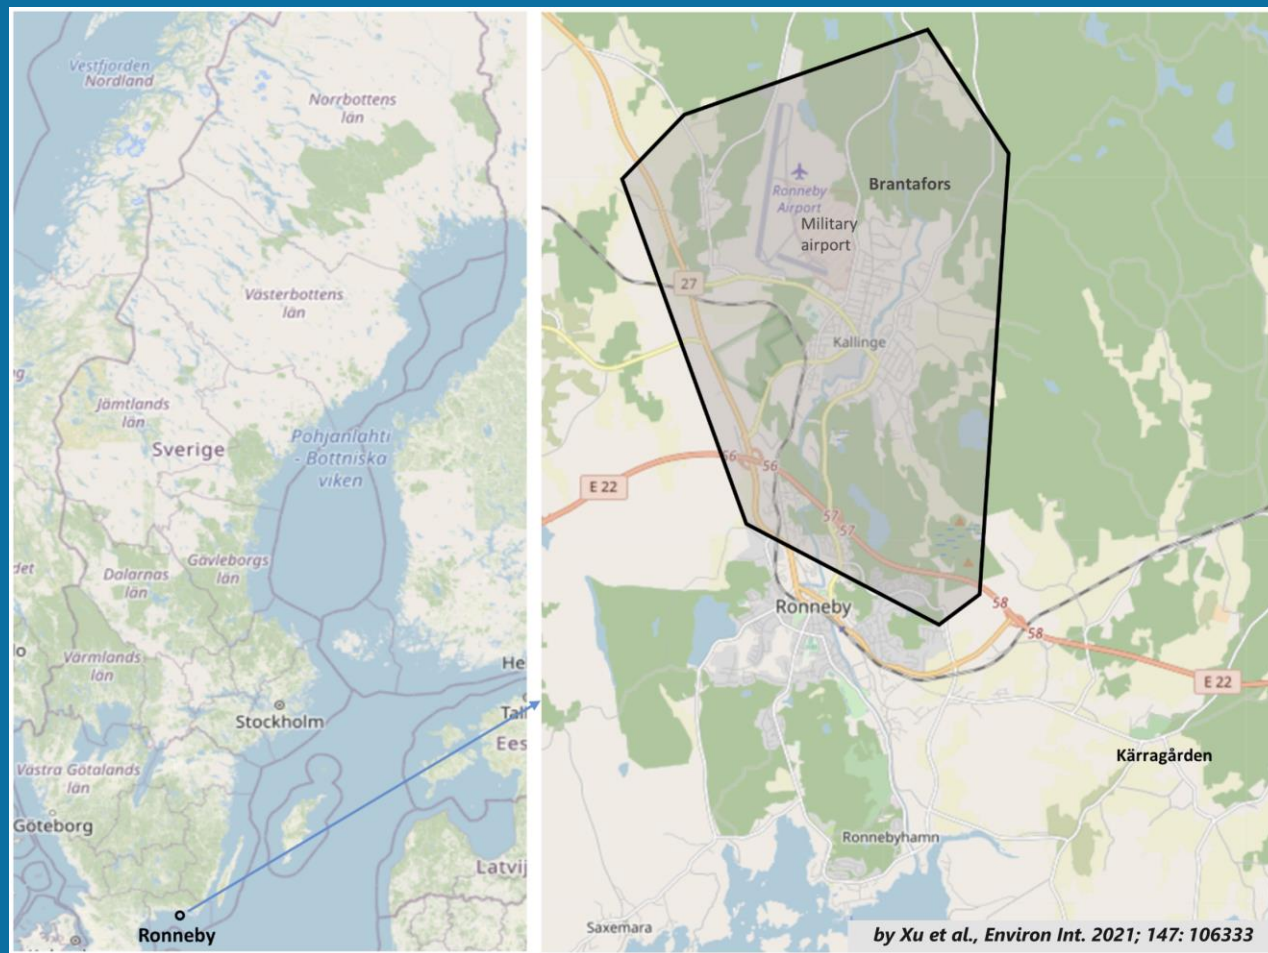 Vestfjorden
Nordland
Norrbottens
län
Västerbottens
län
Jämtlands
län
Sverige
Pohjanlahti
- Bottniska
viken
Gävleborgs
län
Dalarnas
län
det
Värmlands
län
Stockholm
He
Tal
Ees
Västra Götalands
län
Göteborg
Latvij
Ronneby
Brantafors
Ronneby
Airport
Military
airport
27
Kallinge
56
56
E 22
57
57
Ronneby
58
58
E 22
Kärragården
Ronnebyhamn
Saxemara
by Xu et al., Environ Int. 2021; 147: 106333